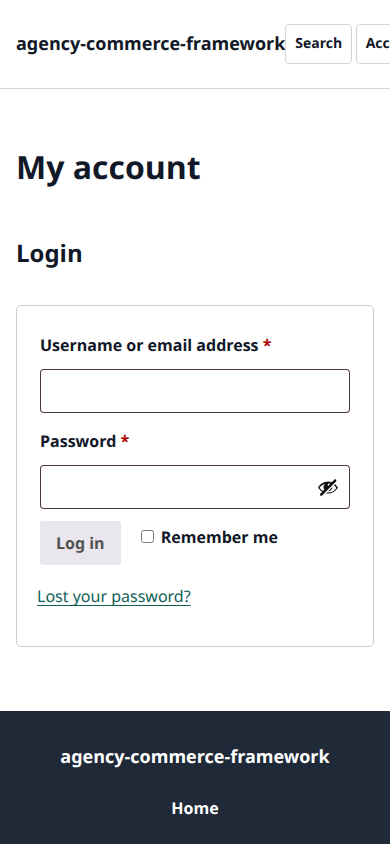 agency-commerce-framework
Search
Acc
My account
Login
Username or email address *
Password *
Log in
Remember me
Lost your password?
agency-commerce-framework
Home